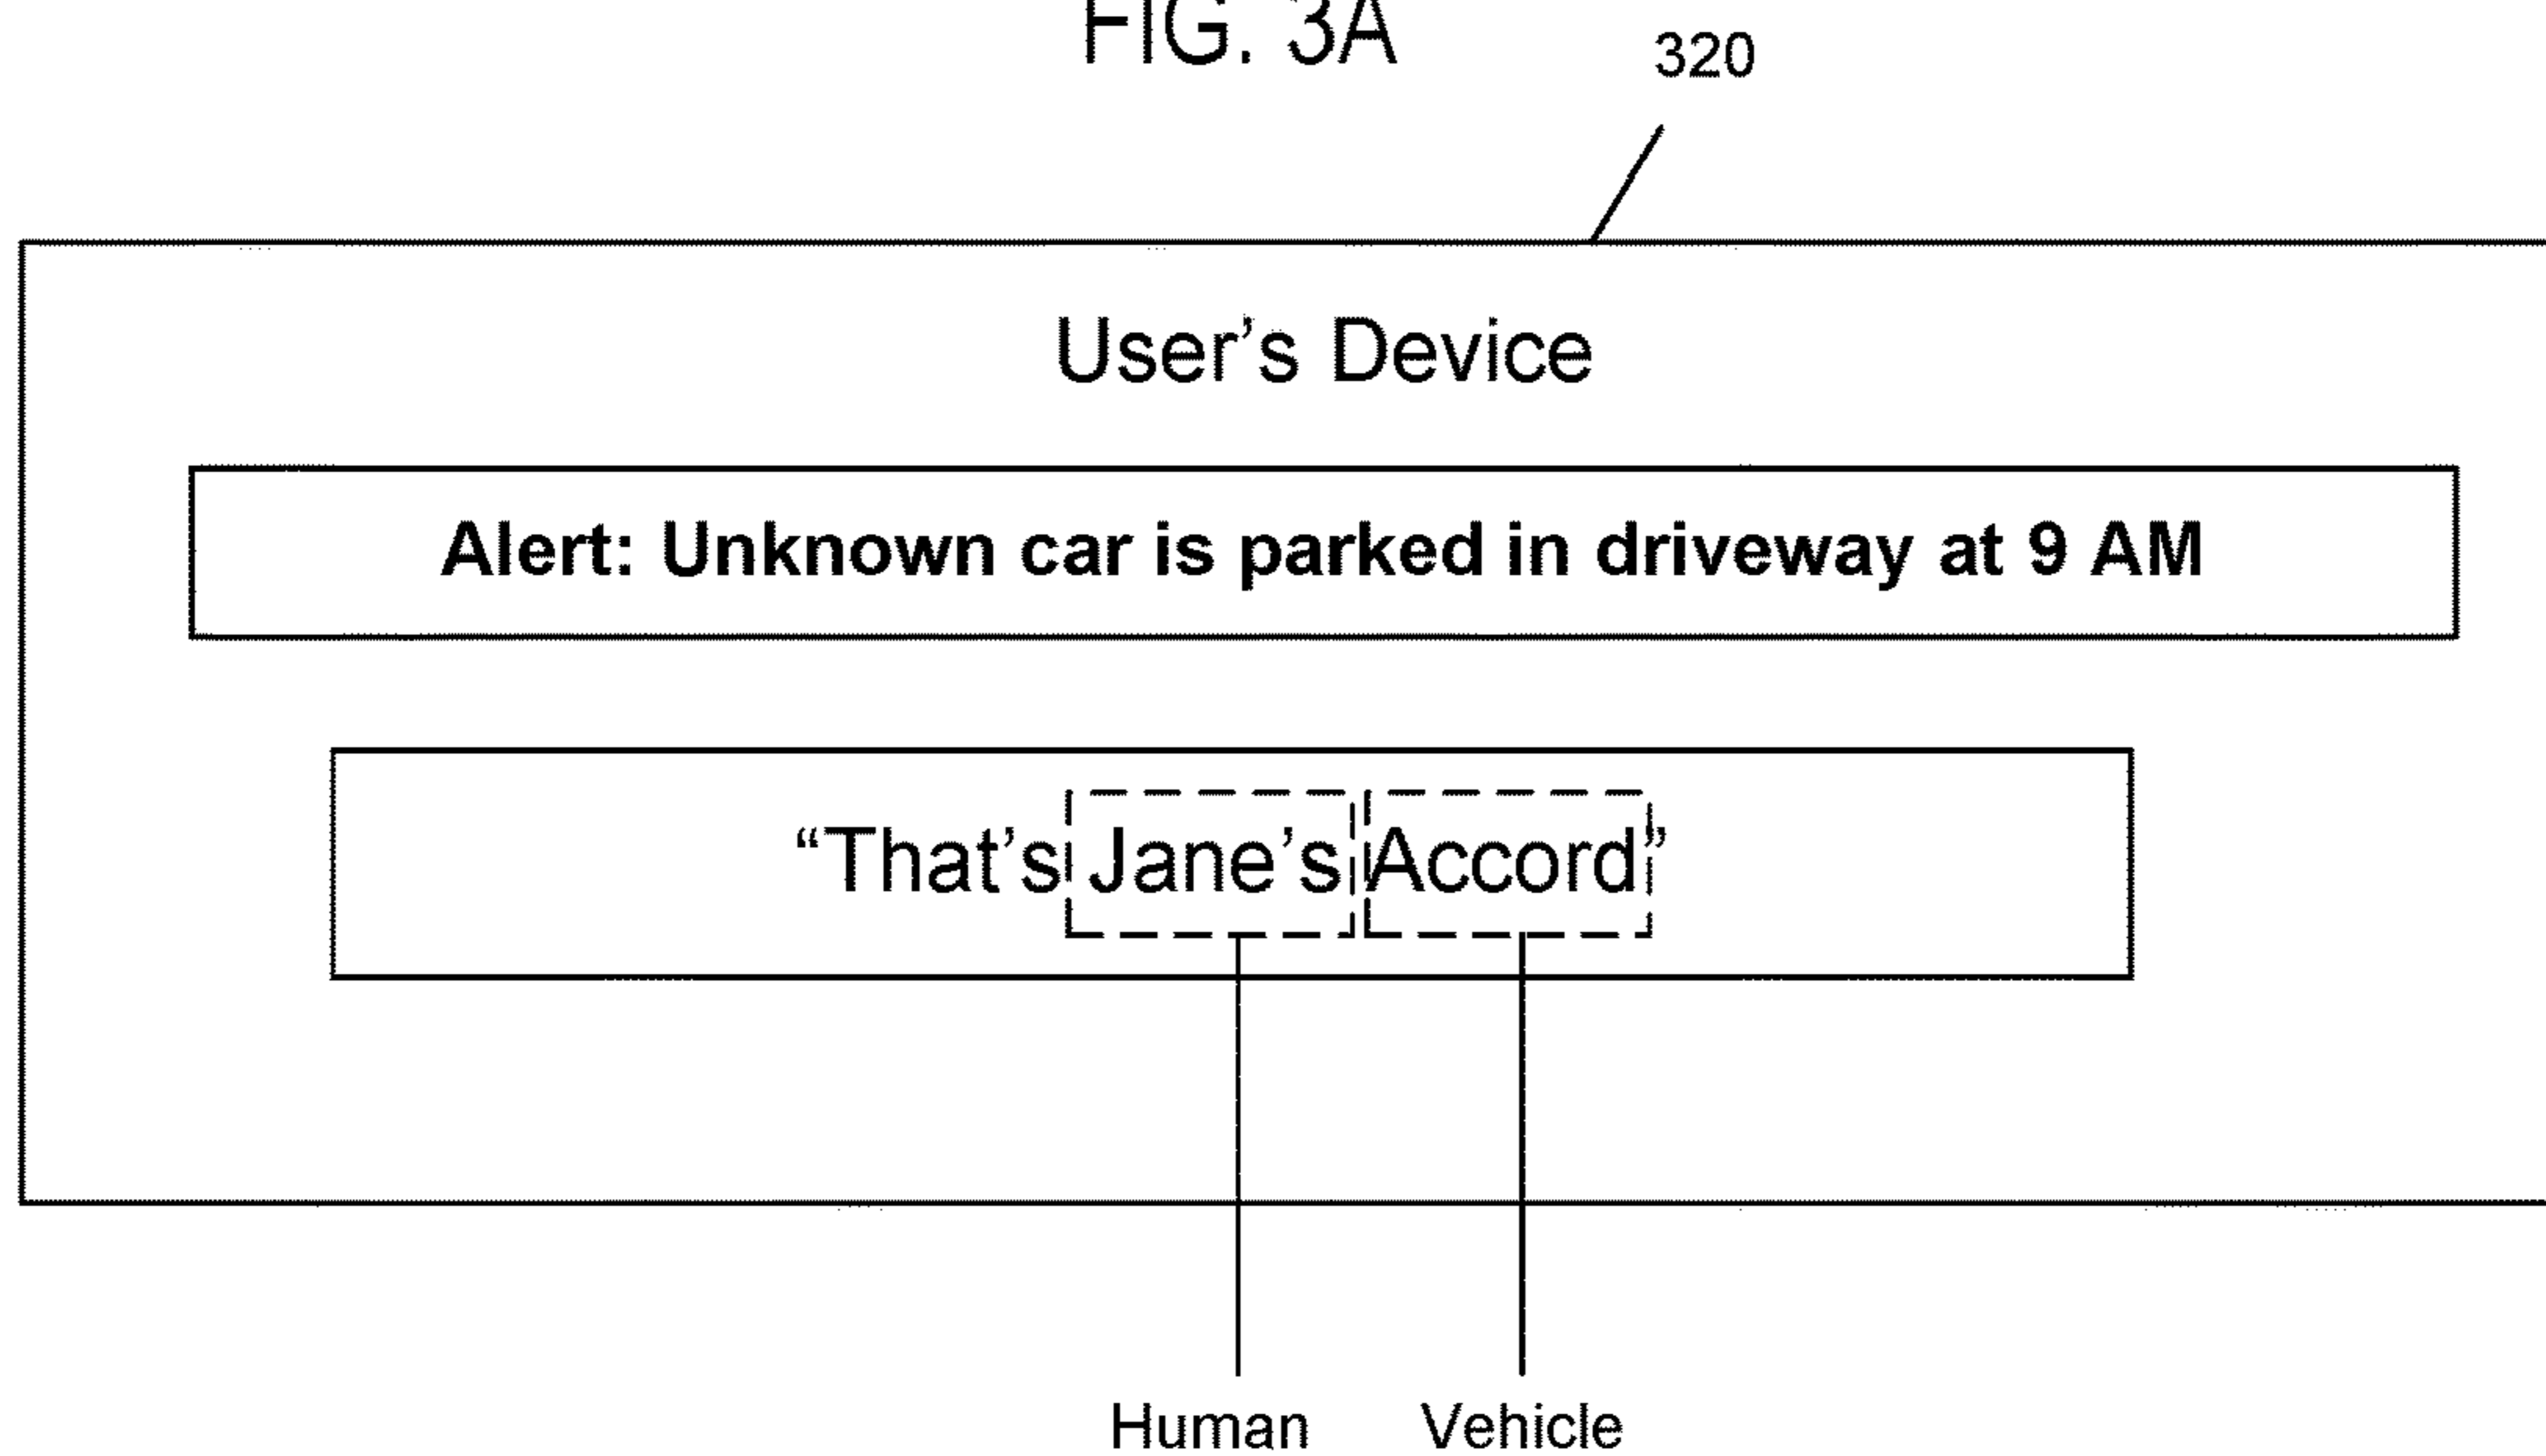 FIG. 3A
320
User's Device
Alert: Unknown car is parked in driveway at 9 AM
“That's Jane's Accord”
Human Vehicle